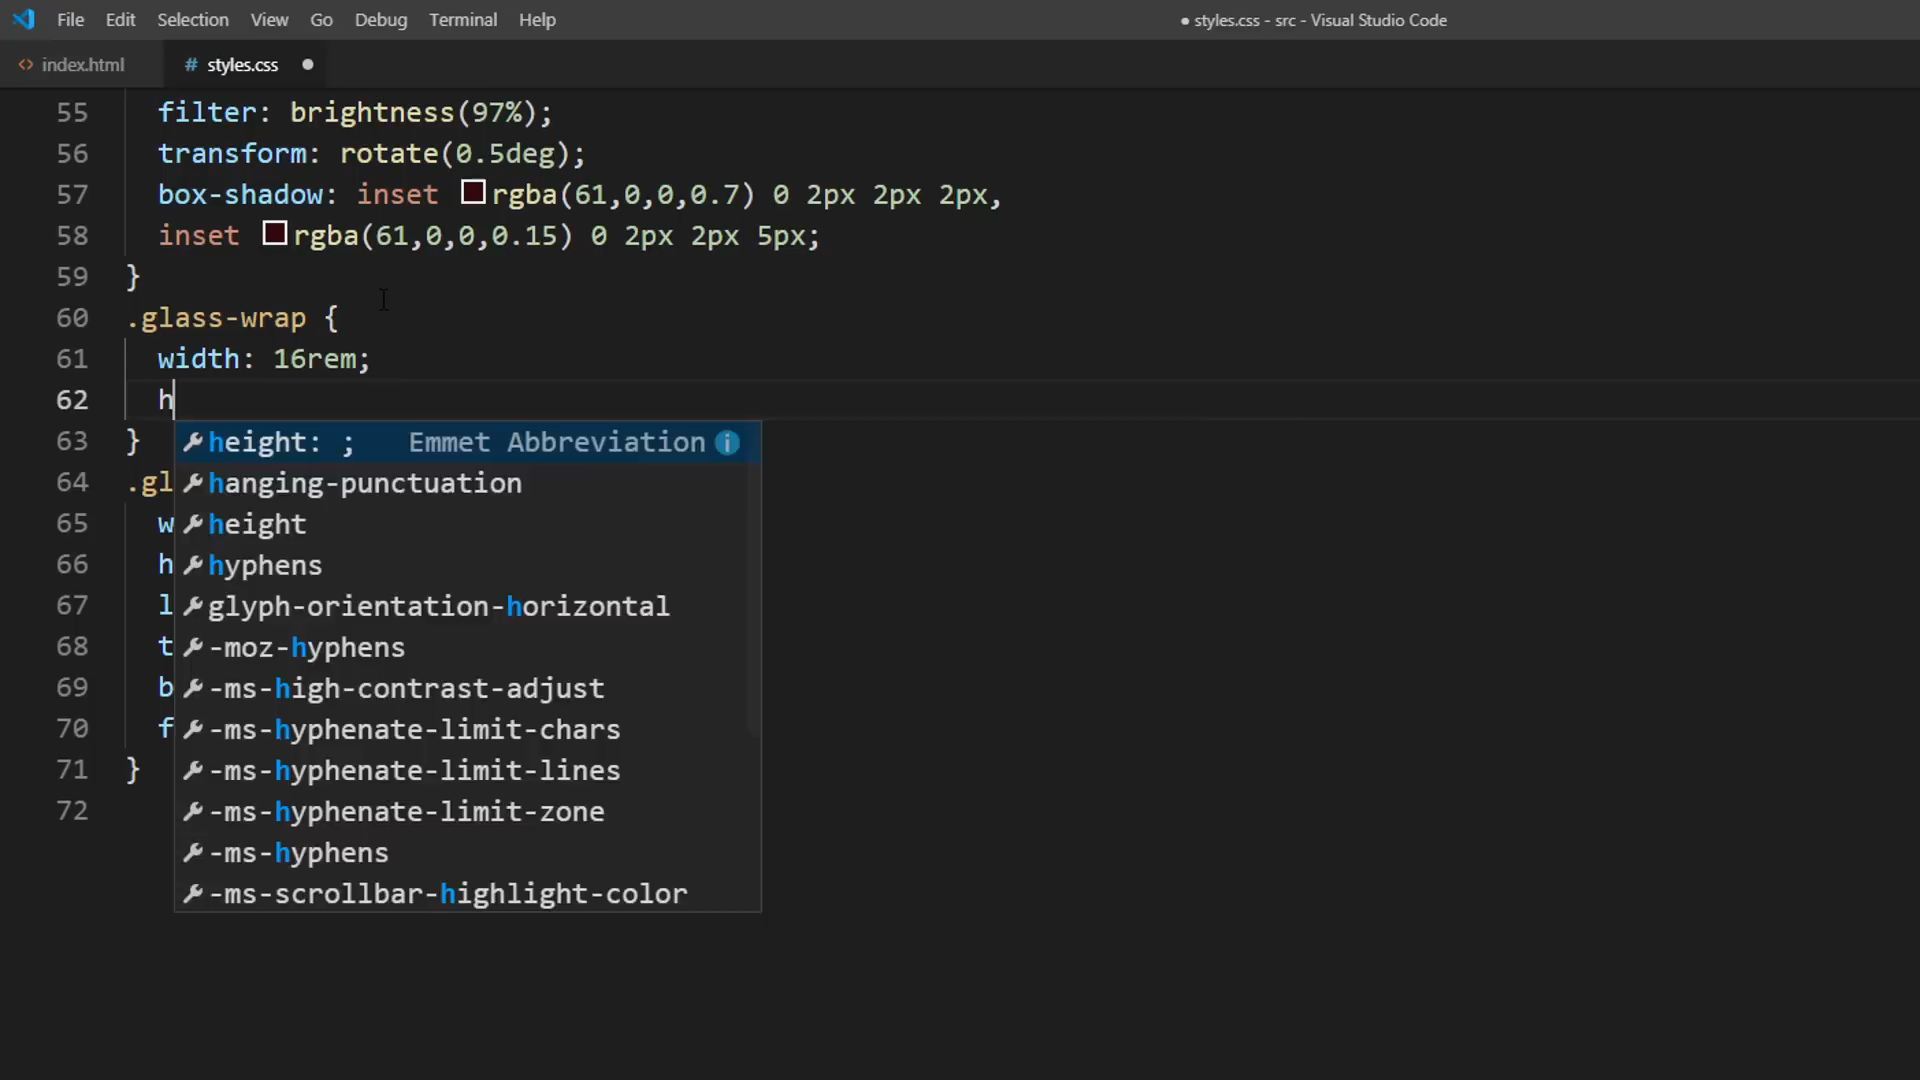 File Edit Selection View Go Debug Terminal Help
● styles.css - src - Visual Studio Code
<> index.html
# styles.css ●
55 filter: brightness(97%);
56 transform: rotate(0.5deg);
57 box-shadow: inset rgba(61,0,0,0.7) 0 2px 2px 2px,
58 inset rgba(61,0,0,0.15) 0 2px 2px 5px;
59 }
60 .glass-wrap {
61 width: 16rem;
62 h
63 } height: ; Emmet Abbreviation i
64 .gl hanging-punctuation
65 w height
66 h hyphens
67 l glyph-orientation-horizontal
68 t -moz-hyphens
69 b -ms-high-contrast-adjust
70 f -ms-hyphenate-limit-chars
71 } -ms-hyphenate-limit-lines
72 -ms-hyphenate-limit-zone
-ms-hyphens
-ms-scrollbar-highlight-color